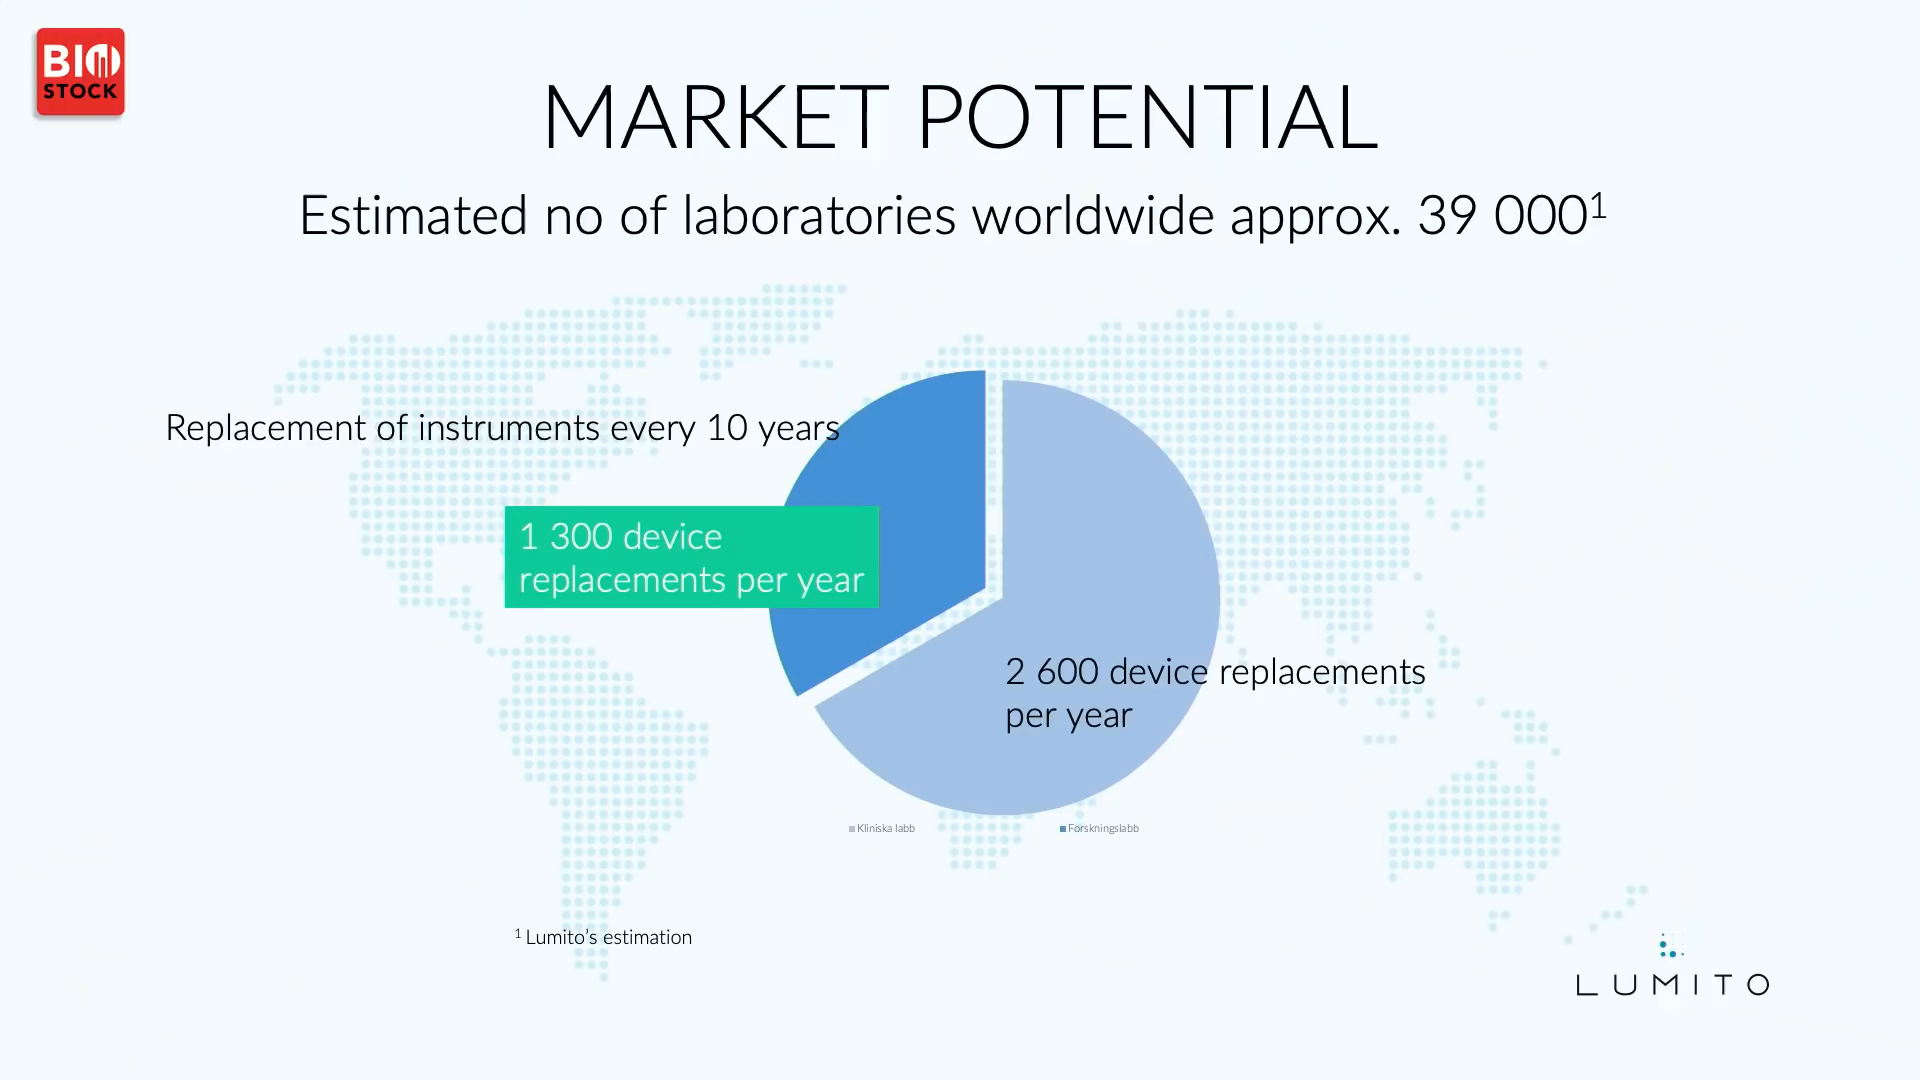 BIO
STOCK
MARKET POTENTIAL
Estimated no of laboratories worldwide approx. 39 000¹
Replacement of instruments every 10 years
1 300 device
replacements per year
2 600 device replacements
per year
Kliniska labb
Forskningslabb
¹ Lumito’s estimation
LUMITO